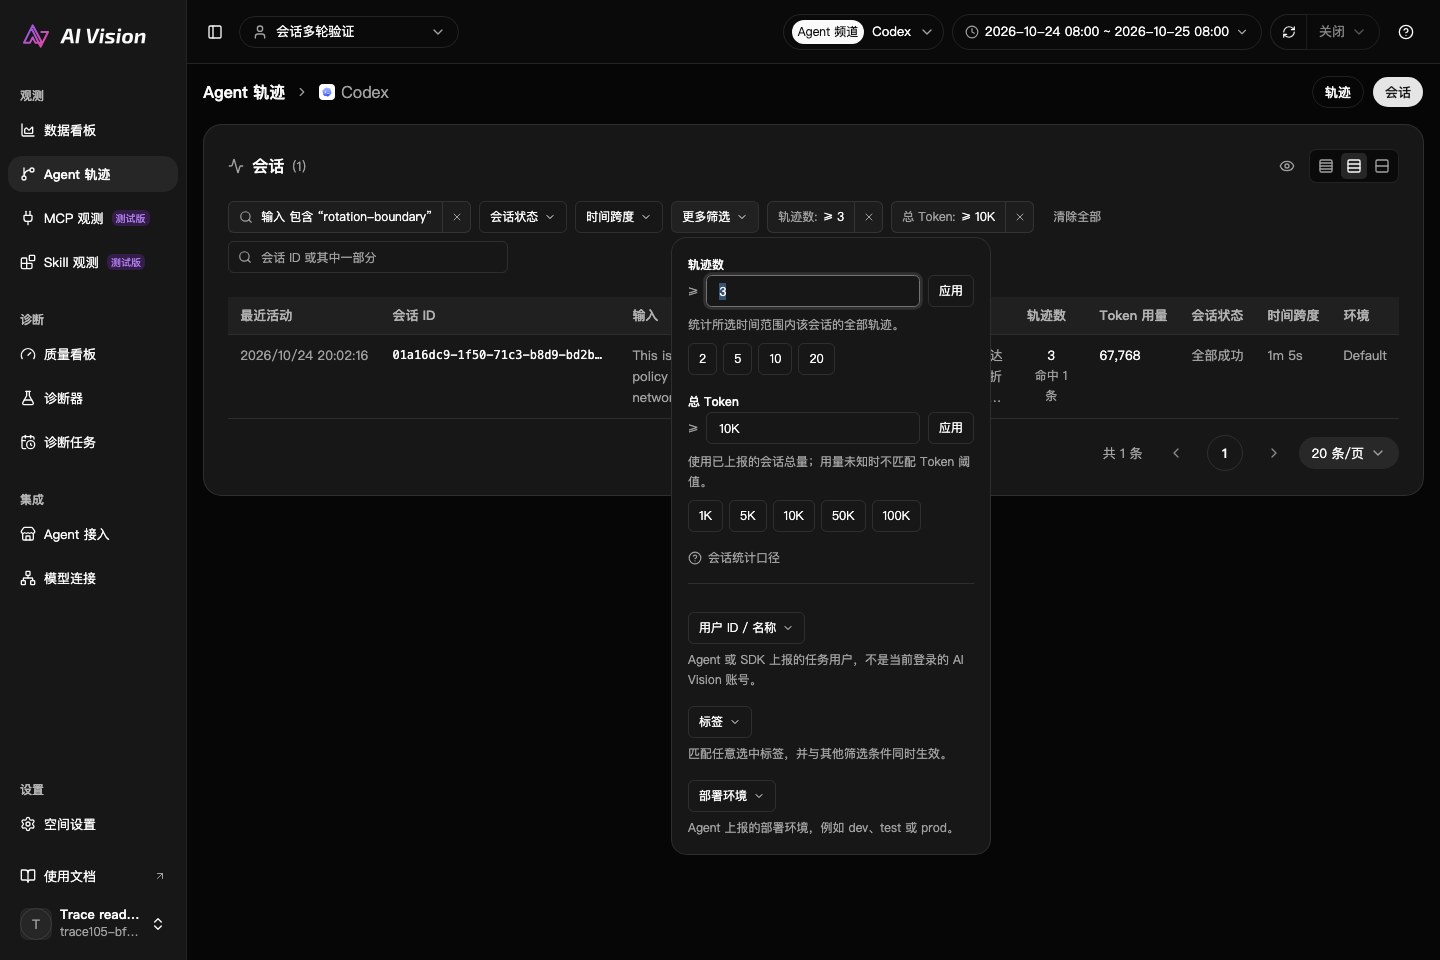 AI Vision
会话多轮验证
Agent 频道 Codex
2026-10-24 08:00 ~ 2026-10-25 08:00
关闭
观测
数据看板
Agent 轨迹
MCP 观测 测试版
Skill 观测 测试版
诊断
质量看板
诊断器
诊断任务
集成
Agent 接入
模型连接
设置
空间设置
使用文档
T
Trace read...
trace105-bf...
Agent 轨迹 > Codex
轨迹
会话
会话 (1)
输入 包含 “rotation-boundary”
会话状态
时间跨度
更多筛选
轨迹数: ≥ 3
总 Token: ≥ 10K
清除全部
会话 ID 或其中一部分
最近活动 会话 ID 输入 轨迹数 Token 用量 会话状态 时间跨度 环境
2026/10/24 20:02:16 01a16dc9-1f50-71c3-b8d9-bd2b… This is 达 3 67,768 全部成功 1m 5s Default
policy 折 命中 1
networ .. 条
共 1 条
1
20 条/页
轨迹数
≥ 3 应用
统计所选时间范围内该会话的全部轨迹。
2 5 10 20
总 Token
≥ 10K 应用
使用已上报的会话总量；用量未知时不匹配 Token 阈
值。
1K 5K 10K 50K 100K
会话统计口径
用户 ID / 名称
Agent 或 SDK 上报的任务用户，不是当前登录的 AI
Vision 账号。
标签
匹配任意选中标签，并与其他筛选条件同时生效。
部署环境
Agent 上报的部署环境，例如 dev、test 或 prod。